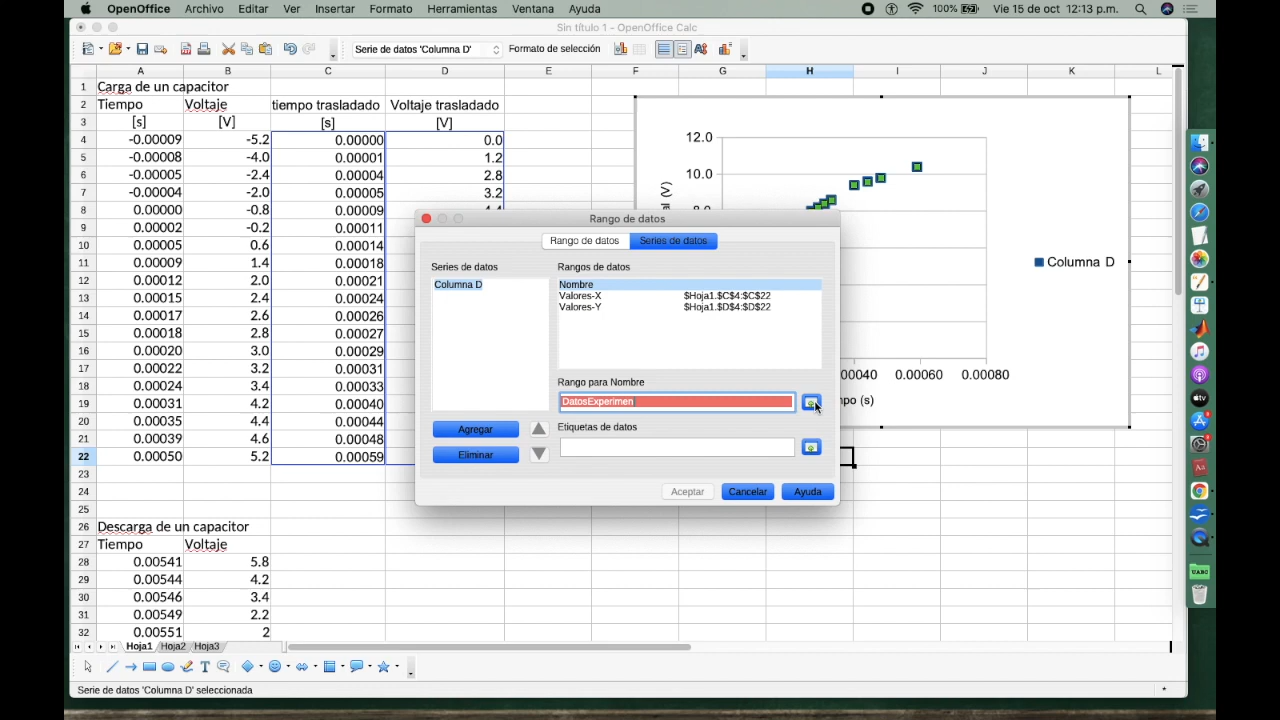 OpenOffice Archivo Editar Ver Insertar Formato Herramientas Ventana Ayuda 100% Vie 15 de oct 12:13 p.m.
Sin título 1 - OpenOffice Calc
Serie de datos 'Columna D' Formato de selección
A B C D E F G H I J K L
1 Carga de un capacitor
2 Tiempo Voltaje tiempo trasladado Voltaje trasladado
3 [s] [V] [s] [V]
4 -0.00009 -5.2 0.00000 0.0
5 -0.00008 -4.0 0.00001 1.2
6 -0.00005 -2.4 0.00004 2.8
7 -0.00004 -2.0 0.00005 3.2
8 0.00000 -0.8 0.00009
9 0.00002 -0.2 0.00011
10 0.00005 0.6 0.00014
11 0.00009 1.4 0.00018
12 0.00012 2.0 0.00021
13 0.00015 2.4 0.00024
14 0.00017 2.6 0.00026
15 0.00018 2.8 0.00027
16 0.00020 3.0 0.00029
17 0.00022 3.2 0.00031
18 0.00024 3.4 0.00033
19 0.00031 4.2 0.00040
20 0.00035 4.4 0.00044
21 0.00039 4.6 0.00048
22 0.00050 5.2 0.00059
23
24
25
26 Descarga de un capacitor
27 Tiempo Voltaje
28 0.00541 5.8
29 0.00544 4.2
30 0.00546 3.4
31 0.00549 2.2
32 0.00551 2
12.0
10.0
Columna D
0.00060 0.00080
(s)
Rango de datos
Rango de datos Series de datos
Series de datos Rangos de datos
Columna D Nombre
Valores-X $Hoja1.$C$4:$C$22
Valores-Y $Hoja1.$D$4:$D$22
Rango para Nombre
DatosExperimen
Agregar Etiquetas de datos
Eliminar
Aceptar Cancelar Ayuda
Hoja1 Hoja2 Hoja3
Serie de datos 'Columna D' seleccionada *
tv
UABC